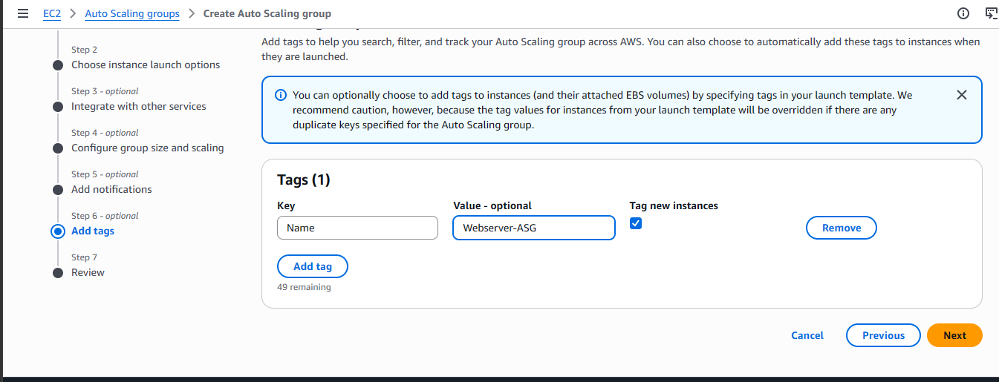 EC2 > Auto Scaling groups > Create Auto Scaling group
Step 2
Choose instance launch options
Step 3 - optional
Integrate with other services
Step 4 - optional
Configure group size and scaling
Step 5 - optional
Add notifications
Step 6 - optional
Add tags
Step 7
Review
Add tags to help you search, filter, and track your Auto Scaling group across AWS. You can also choose to automatically add these tags to instances when
they are launched.
You can optionally choose to add tags to instances (and their attached EBS volumes) by specifying tags in your launch template. We
recommend caution, however, because the tag values for instances from your launch template will be overridden if there are any
duplicate keys specified for the Auto Scaling group.
Tags (1)
Key Value - optional Tag new instances
Name Webserver-ASG Remove
Add tag
49 remaining
Cancel Previous Next